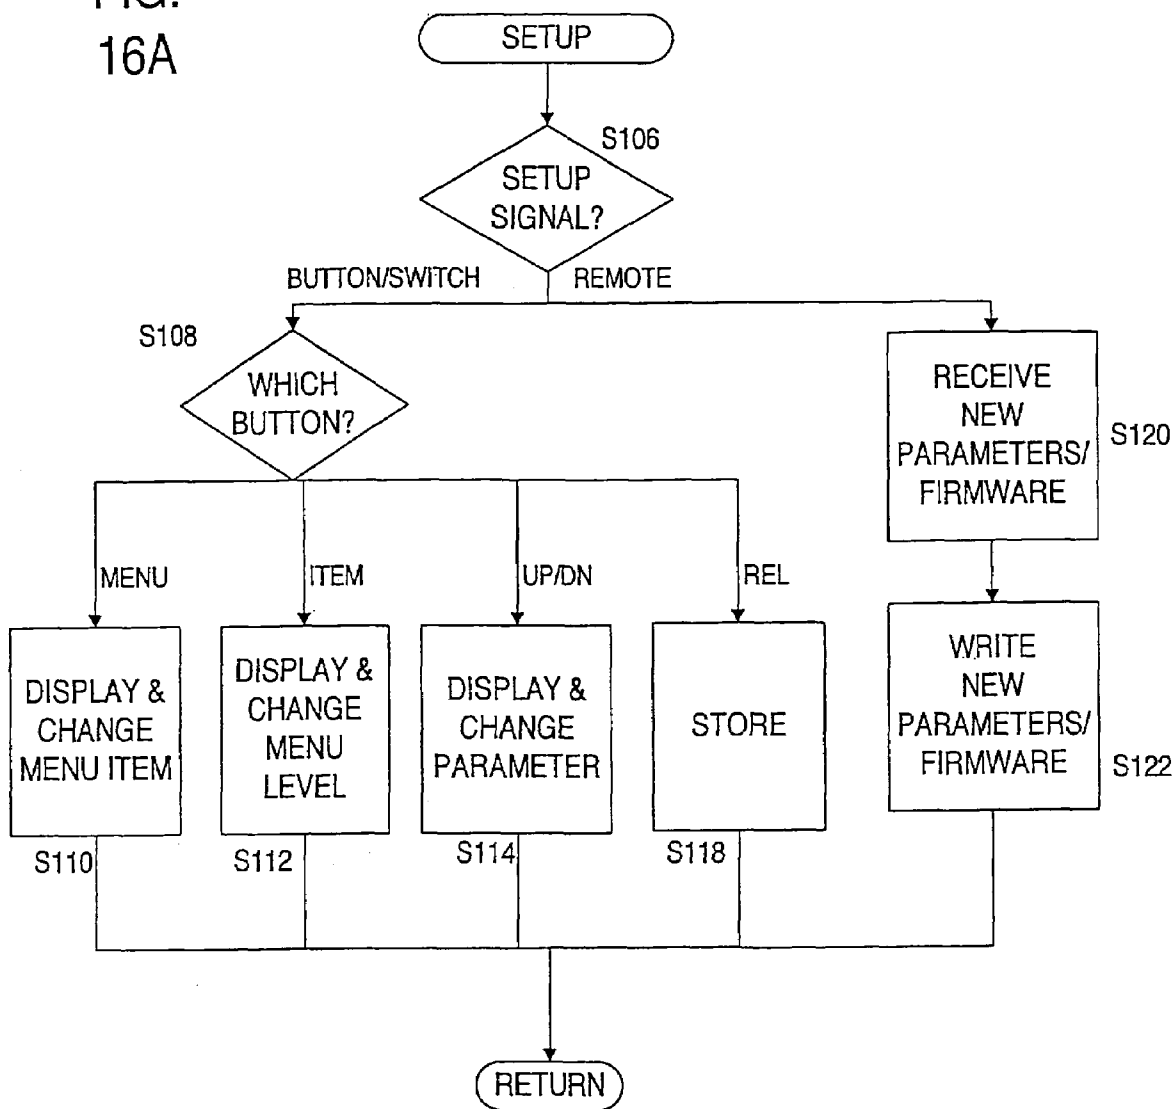 FIG.
16A
SETUP
S106
SETUP
SIGNAL?
BUTTON/SWITCH
REMOTE
S108
WHICH
BUTTON?
RECEIVE
NEW
PARAMETERS/
FIRMWARE
S120
MENU
ITEM
UP/DN
REL
DISPLAY &
CHANGE
MENU ITEM
S110
DISPLAY &
CHANGE
MENU
LEVEL
S112
DISPLAY &
CHANGE
PARAMETER
S114
STORE
S118
WRITE
NEW
PARAMETERS/
FIRMWARE
S122
RETURN